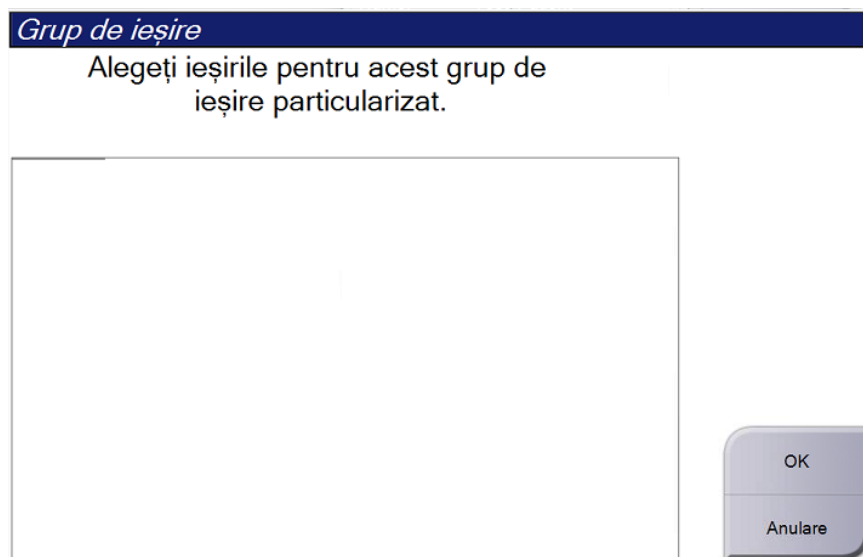 Grup de ieșire
Alegeți ieșirile pentru acest grup de
ieșire particularizat.
OK
Anulare